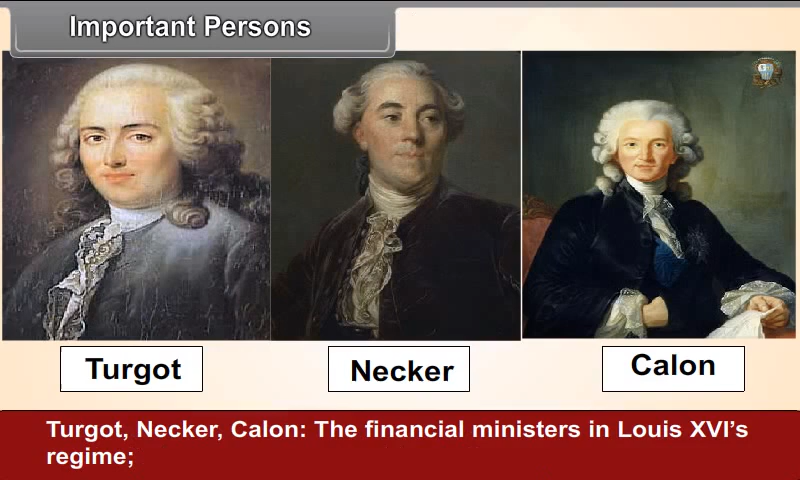 Important Persons
Turgot
Necker
Calon
Turgot, Necker, Calon: The financial ministers in Louis XVI’s
regime;